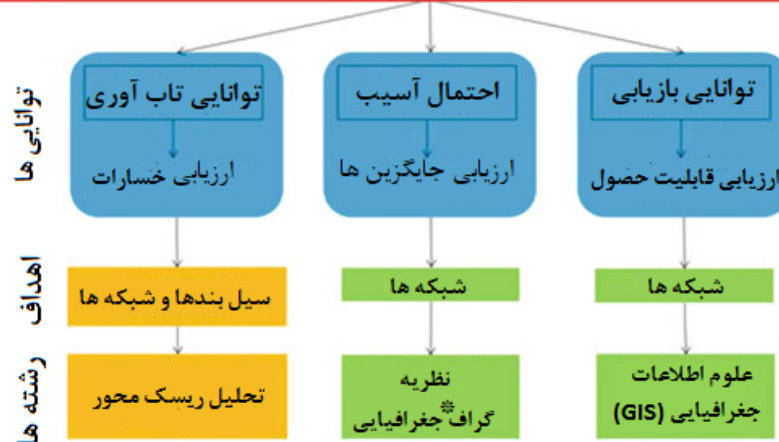 توانایی ها
توانایی بازیابی
ارزیابی قابلیت حصول
احتمال آسیب
ارزیابی جایگزین ها
توانایی تاب آوری
ارزیابی خسارات
اهداف
شبکه ها
شبکه ها
سیل بندها و شبکه ها
رشته ها
علوم اطلاعات
جغرافیایی (GIS)
نظریه
گراف*جغرافیایی
تحلیل ریسک محور